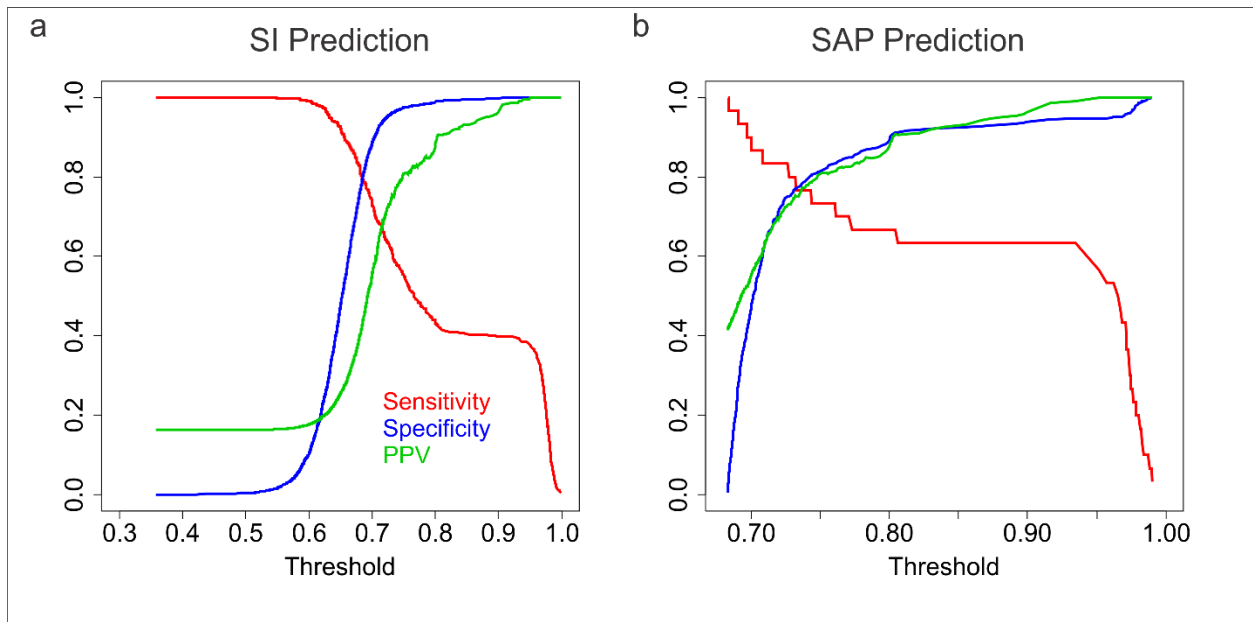 a
SI Prediction
1.0
0.8
0.6
0.4
0.2
0.0
Sensitivity
Specificity
PPV
0.3 0.4 0.5 0.6 0.7 0.8 0.9 1.0
Threshold
b
SAP Prediction
1.0
0.8
0.6
0.4
0.2
0.0
0.70 0.80 0.90 1.00
Threshold